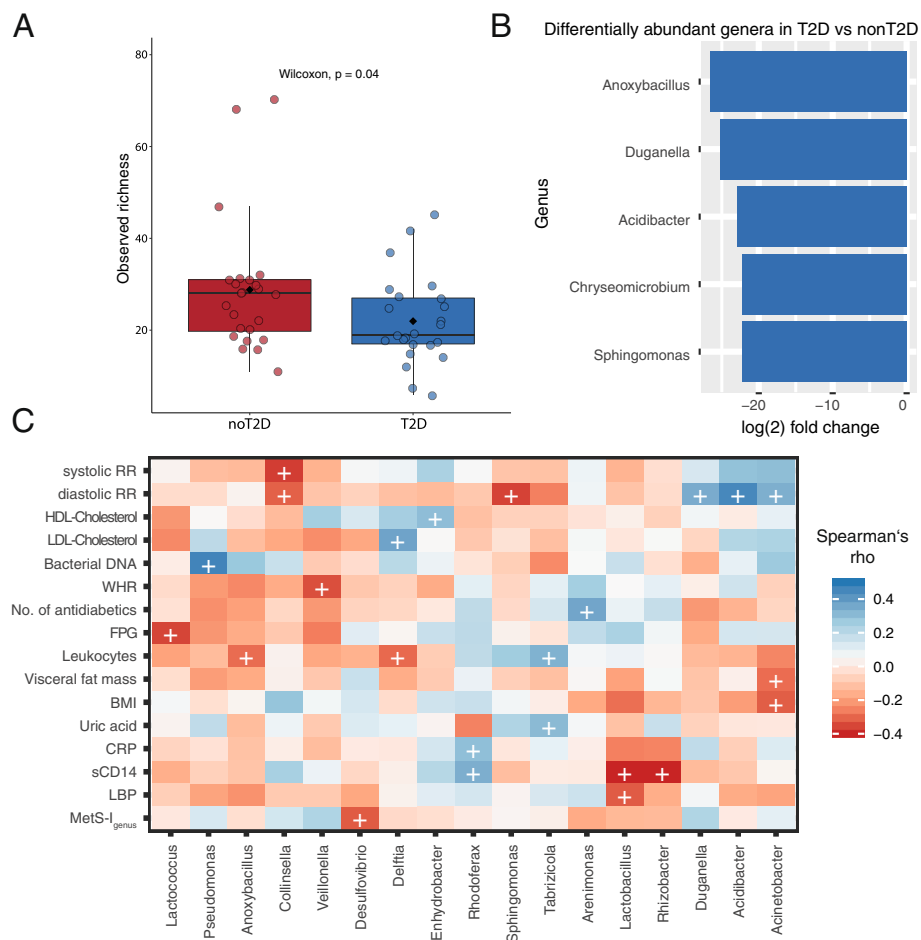 A
80
60
40
20
Observed richness
Wilcoxon, p = 0.04
noT2D
T2D
B
Differentially abundant genera in T2D vs nonT2D
Genus
Anoxybacillus
Duganella
Acidibacter
Chryseomicrobium
Sphingomonas
−20
−10
0
log(2) fold change
C
systolic RR
diastolic RR
HDL-Cholesterol
LDL-Cholesterol
Bacterial DNA
WHR
No. of antidiabetics
FPG
Leukocytes
Visceral fat mass
BMI
Uric acid
CRP
sCD14
LBP
MetS-I genus
Lactococcus
Pseudomonas
Anoxybacillus
Collinsella
Veillonella
Desulfovibrio
Delftia
Enhydrobacter
Rhodoferax
Sphingomonas
Tabrizicola
Arenimonas
Lactobacillus
Rhizobacter
Duganella
Acidibacter
Acinetobacter
Spearman‘s
rho
0.4
0.2
0.0
−0.2
−0.4